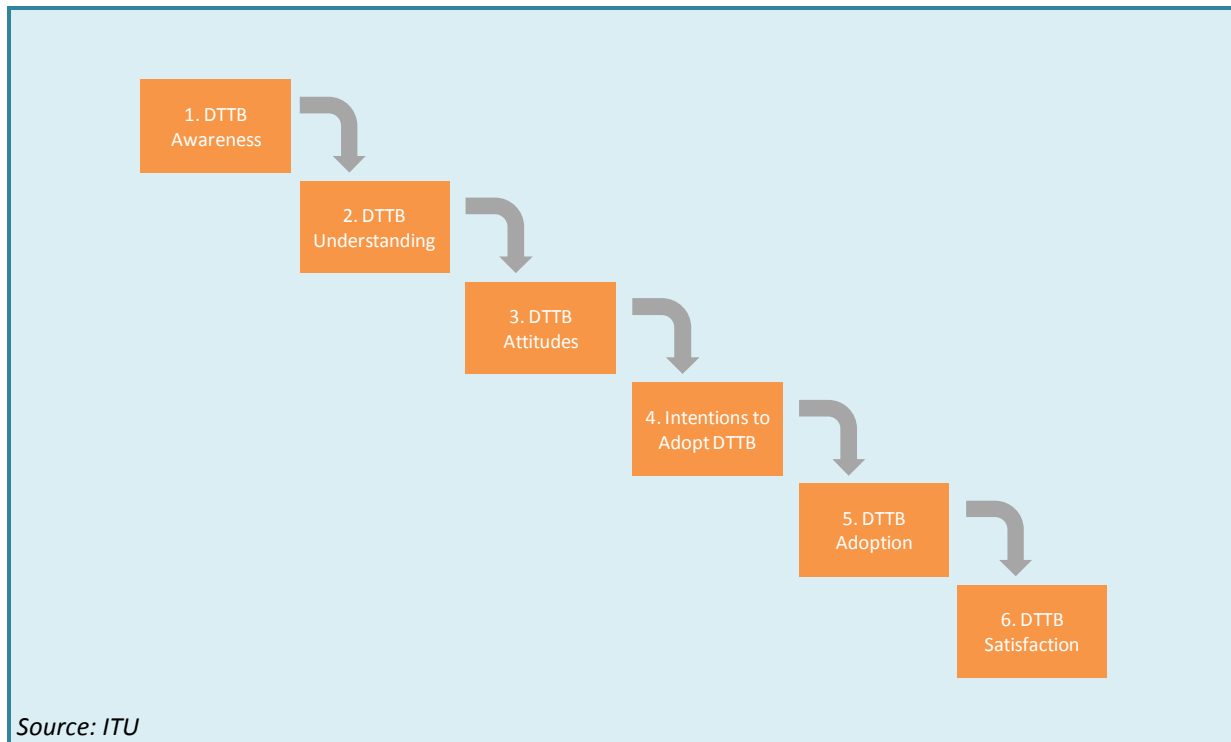 1. DTTB
Awareness
2. DTTB
Understanding
3. DTTB
Attitudes
4. Intentions to
Adopt DTTB
5. DTTB
Adoption
6. DTTB
Satisfaction
Source: ITU